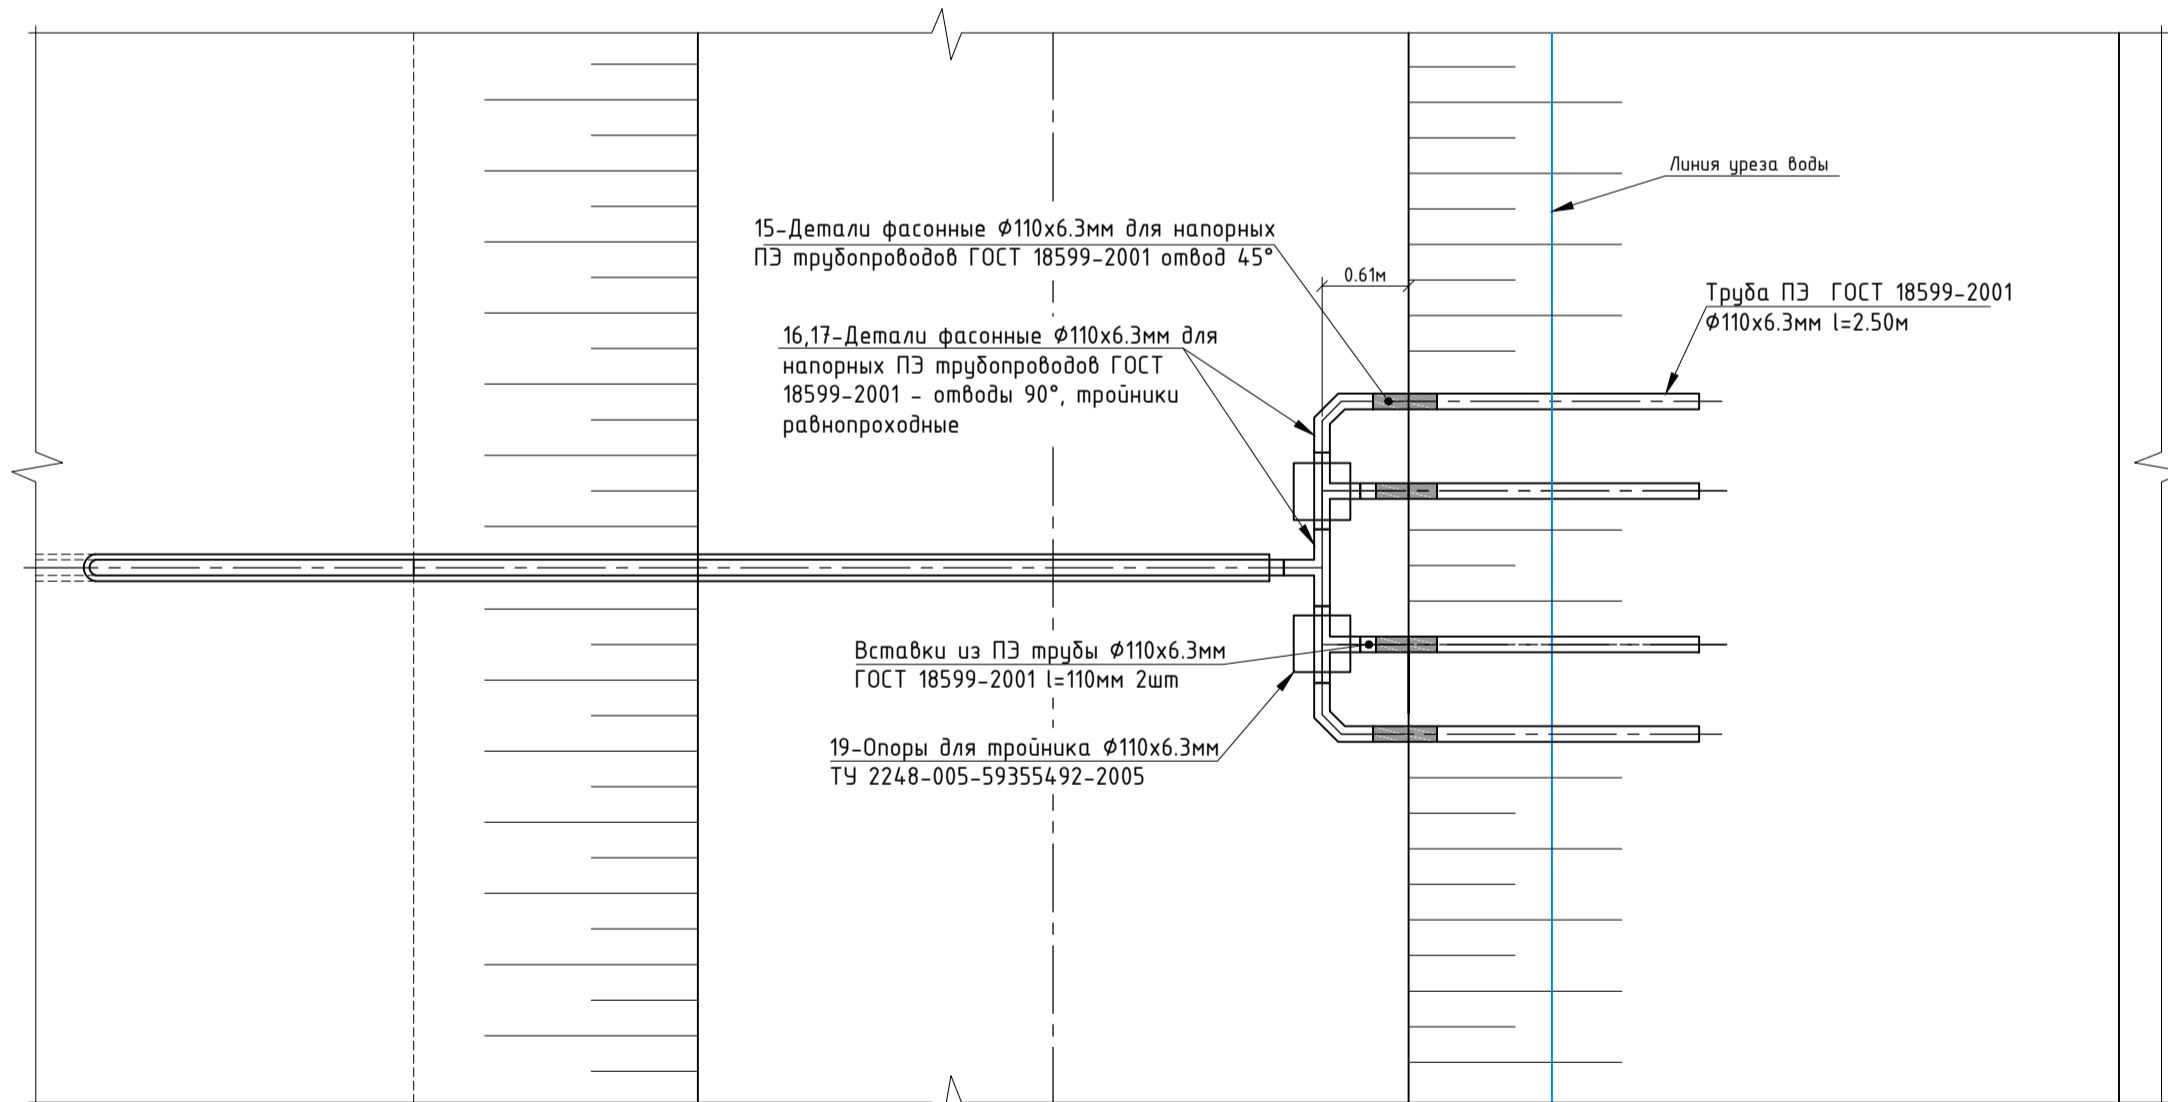 Линия уреза воды
15-Детали фасонные Ф110х6.3мм для напорных
ПЭ трубопроводов ГОСТ 18599-2001 отвод 45°
0.61м
Труба ПЭ ГОСТ 18599-2001
Ф110х6.3мм l=2.50м
16,17-Детали фасонные Ф110х6.3мм для
напорных ПЭ трубопроводов ГОСТ
18599-2001 - отводы 90°, тройники
равнопроходные
Вставки из ПЭ трубы Ф110х6.3мм
ГОСТ 18599-2001 l=110мм 2шт
19-Опоры для тройника Ф110х6.3мм
ТУ 2248-005-59355492-2005